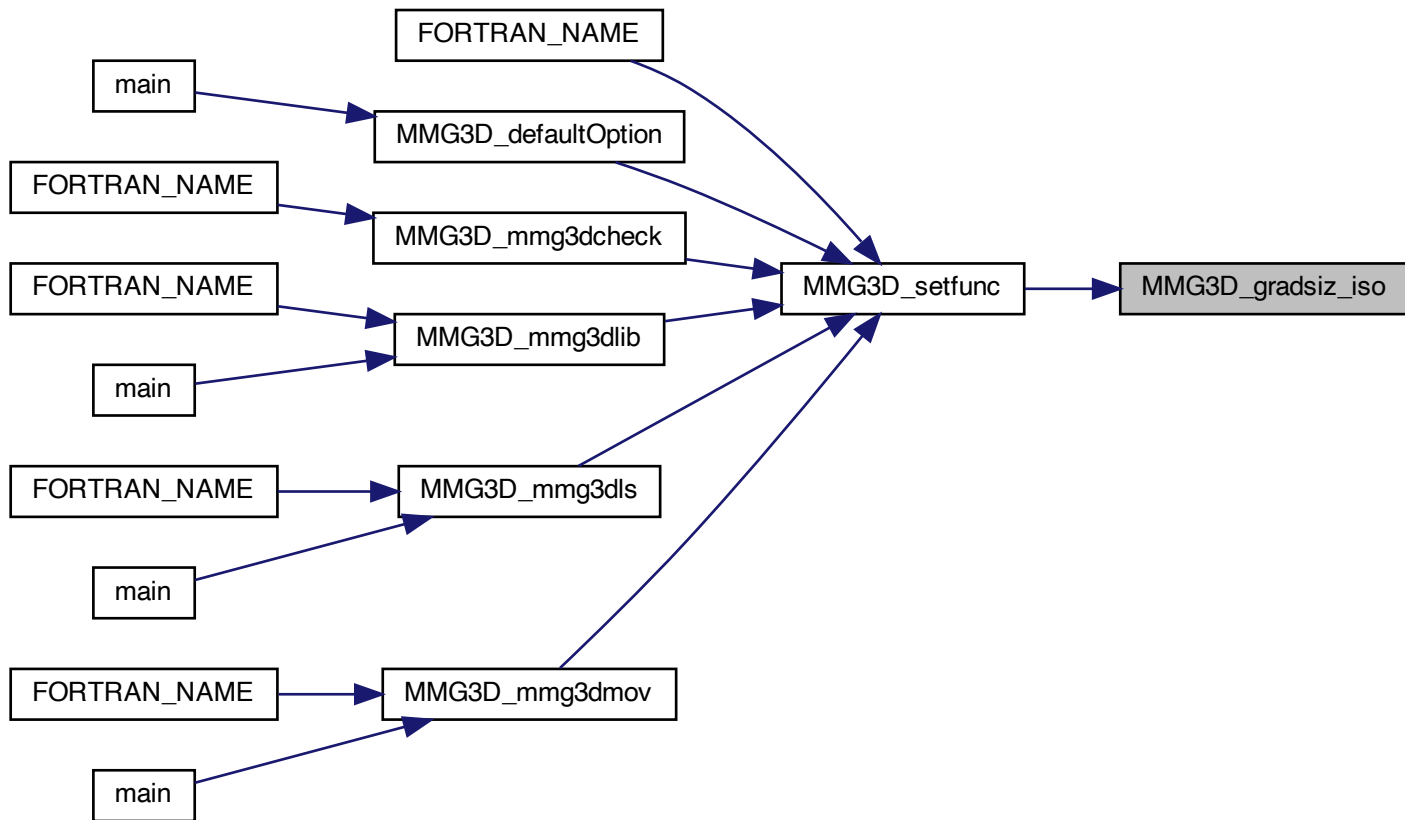 FORTRAN_NAME
main
MMG3D_defaultOption
FORTRAN_NAME
MMG3D_mmg3dcheck
FORTRAN_NAME
MMG3D_setfunc
MMG3D_gradsiz_iso
MMG3D_mmg3dlib
main
FORTRAN_NAME
MMG3D_mmg3dls
main
FORTRAN_NAME
MMG3D_mmg3dmov
main